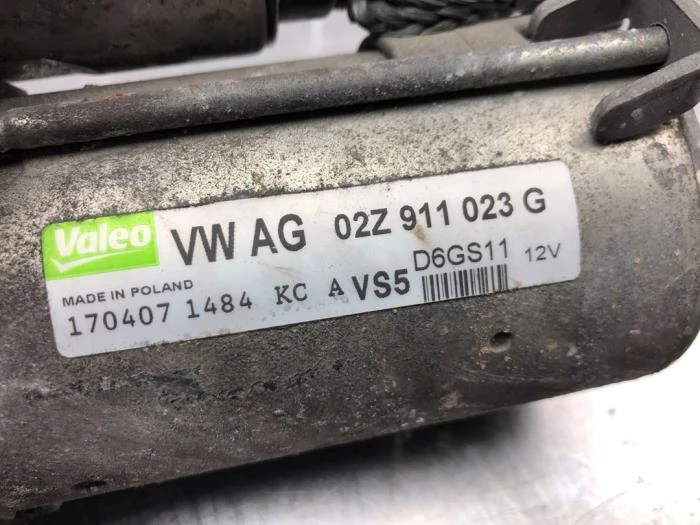 Valeo VW AG 02Z 911 023 G
D6GS11 12V
MADE IN POLAND
170407 1484 KC A VS5